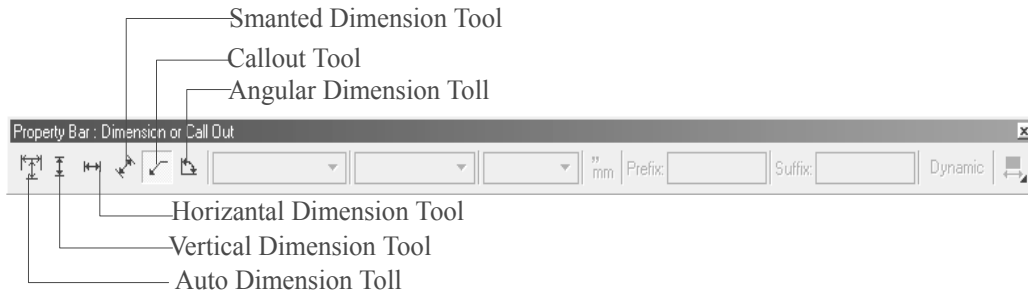 Smanted Dimension Tool
Callout Tool
Angular Dimension Toll
Property Bar : Dimension or Call Out
" mm Prefix: Suffix: Dynamic
Horizantal Dimension Tool
Vertical Dimension Tool
Auto Dimension Toll